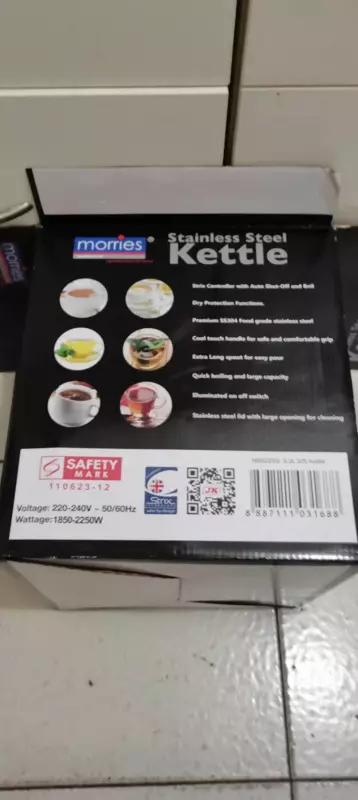 morries®
Stainless Steel
Kettle
Strix Controller with Auto Shut-Off and Boil
Dry Protection Functions.
Premium SS304 Food grade stainless steel
Cool touch handle for safe and comfortable grip
Extra Long spout for easy pour
Quick boiling and large capacity
Illuminated on off switch
Stainless steel lid with large opening for cleaning
SAFETY
MARK
110623-12
Strix
JK
Voltage: 220-240V ~ 50/60Hz
Wattage:1850-2250W
8 887111 031688